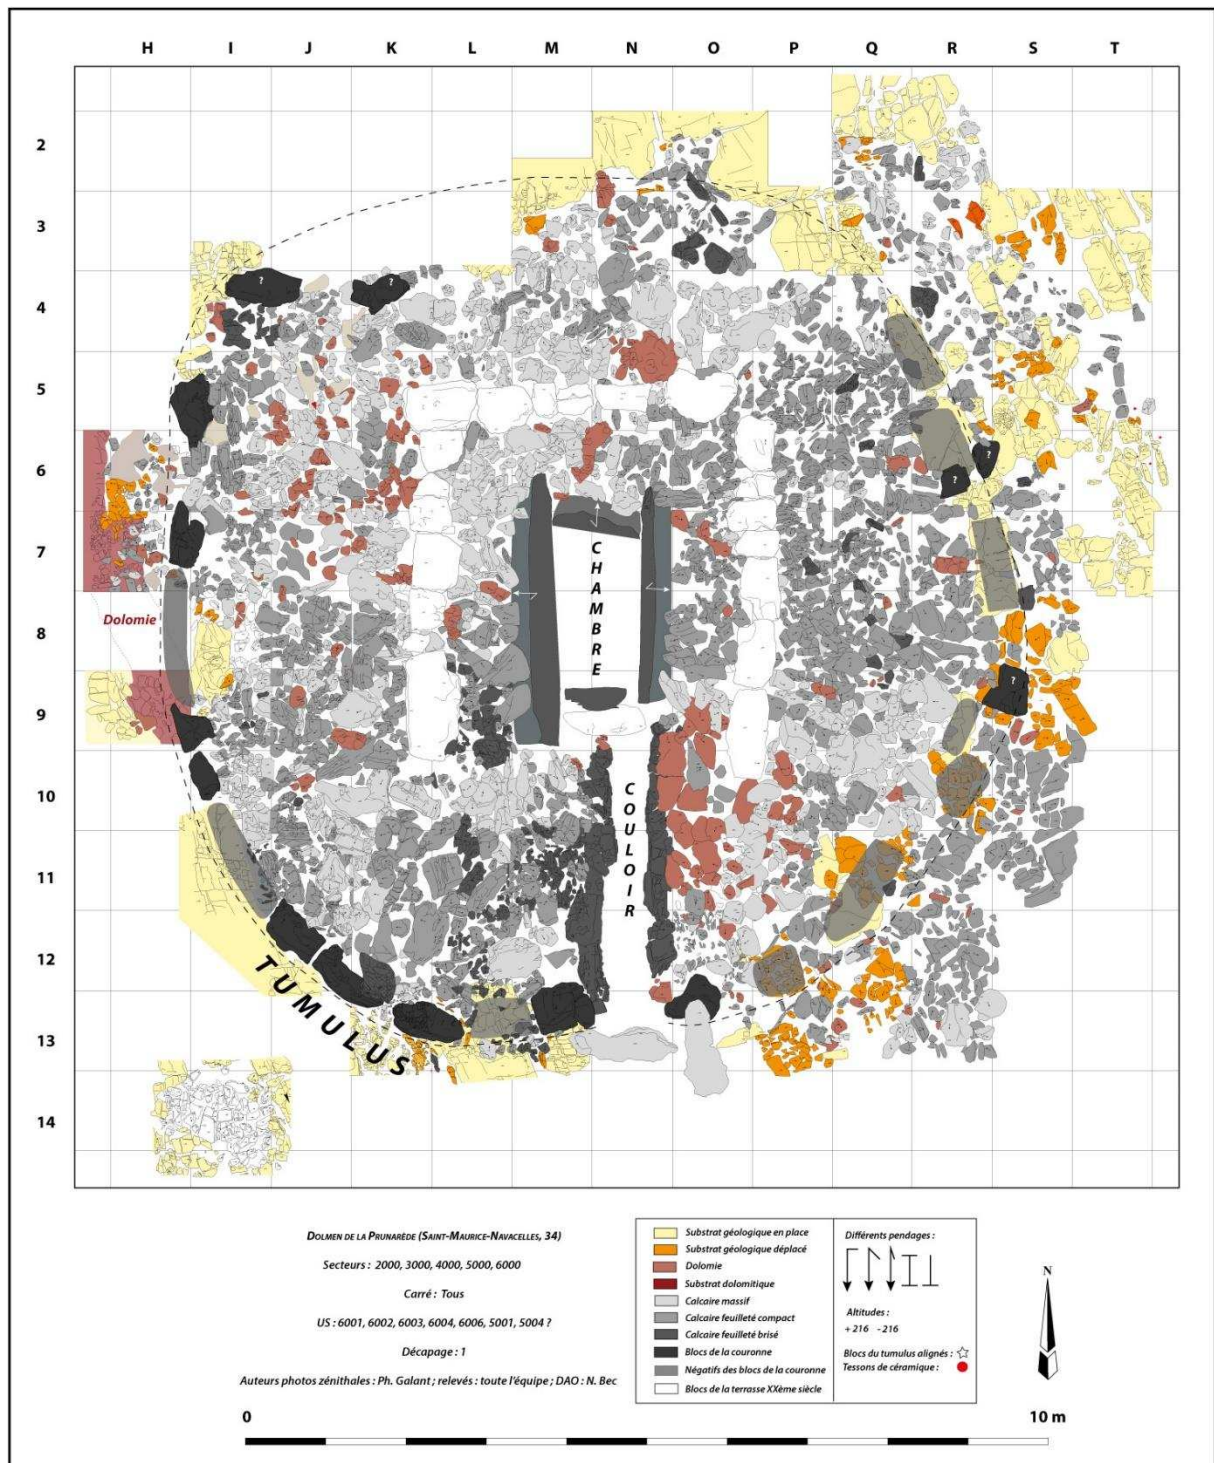 H I J K L M N O P Q R S T
2
3
4
5
6
7
8
9
10
11
12
13
14
?
?
?
?
?
CHAMBRE
Dolomie
COULOIR
TUMULUS
DOLMEN DE LA PRUNARÈDE (SAINT-MAURICE-NAVACELLES, 34)
Secteurs : 2000, 3000, 4000, 5000, 6000
Carré : Tous
US : 6001, 6002, 6003, 6004, 6006, 5001, 5004 ?
Décapage : 1
Auteurs photos zénithales : Ph. Galant ; relevés : toute l'équipe ; DAO : N. Bec
Substrat géologique en place
Substrat géologique déplacé
Dolomie
Substrat dolomitique
Calcaire massif
Calcaire feuilleté compact
Calcaire feuilleté brisé
Blocs de la couronne
Négatifs des blocs de la couronne
Blocs de la terrasse XXème siècle
Différents pendages :
Altitudes :
+ 216 - 216
Blocs du tumulus alignés :
Tessons de céramique :
N
0 10 m